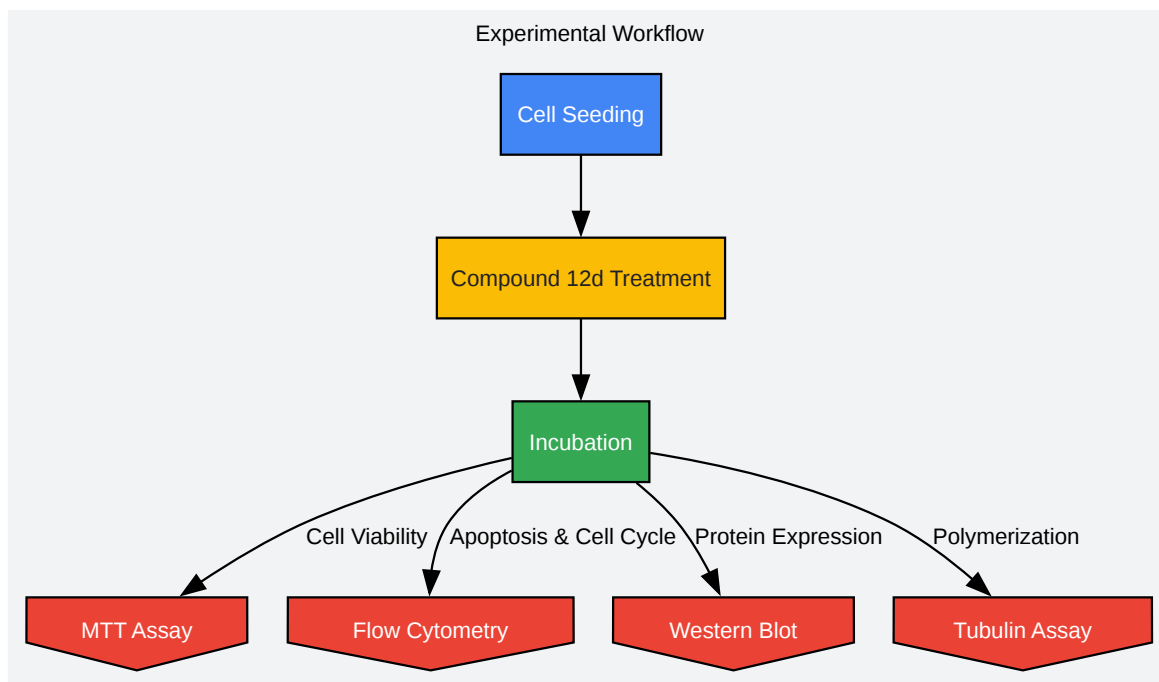 Experimental Workflow
Cell Seeding
Compound 12d Treatment
Incubation
Cell Viability
Apoptosis & Cell Cycle
Protein Expression
Polymerization
MTT Assay
Flow Cytometry
Western Blot
Tubulin Assay